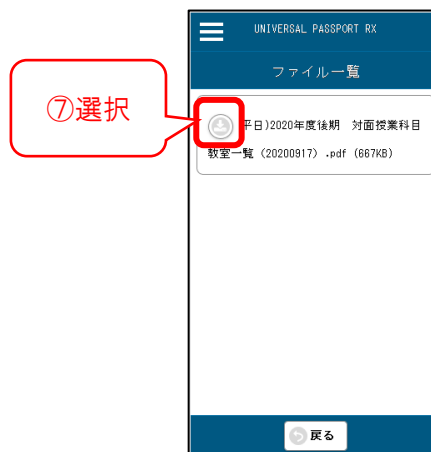 UNIVERSAL PASSPORT RX
ファイル一覧
⑦選択
平日)2020年度後期 対面授業科目
教室一覧（20200917）.pdf（667KB）
戻る